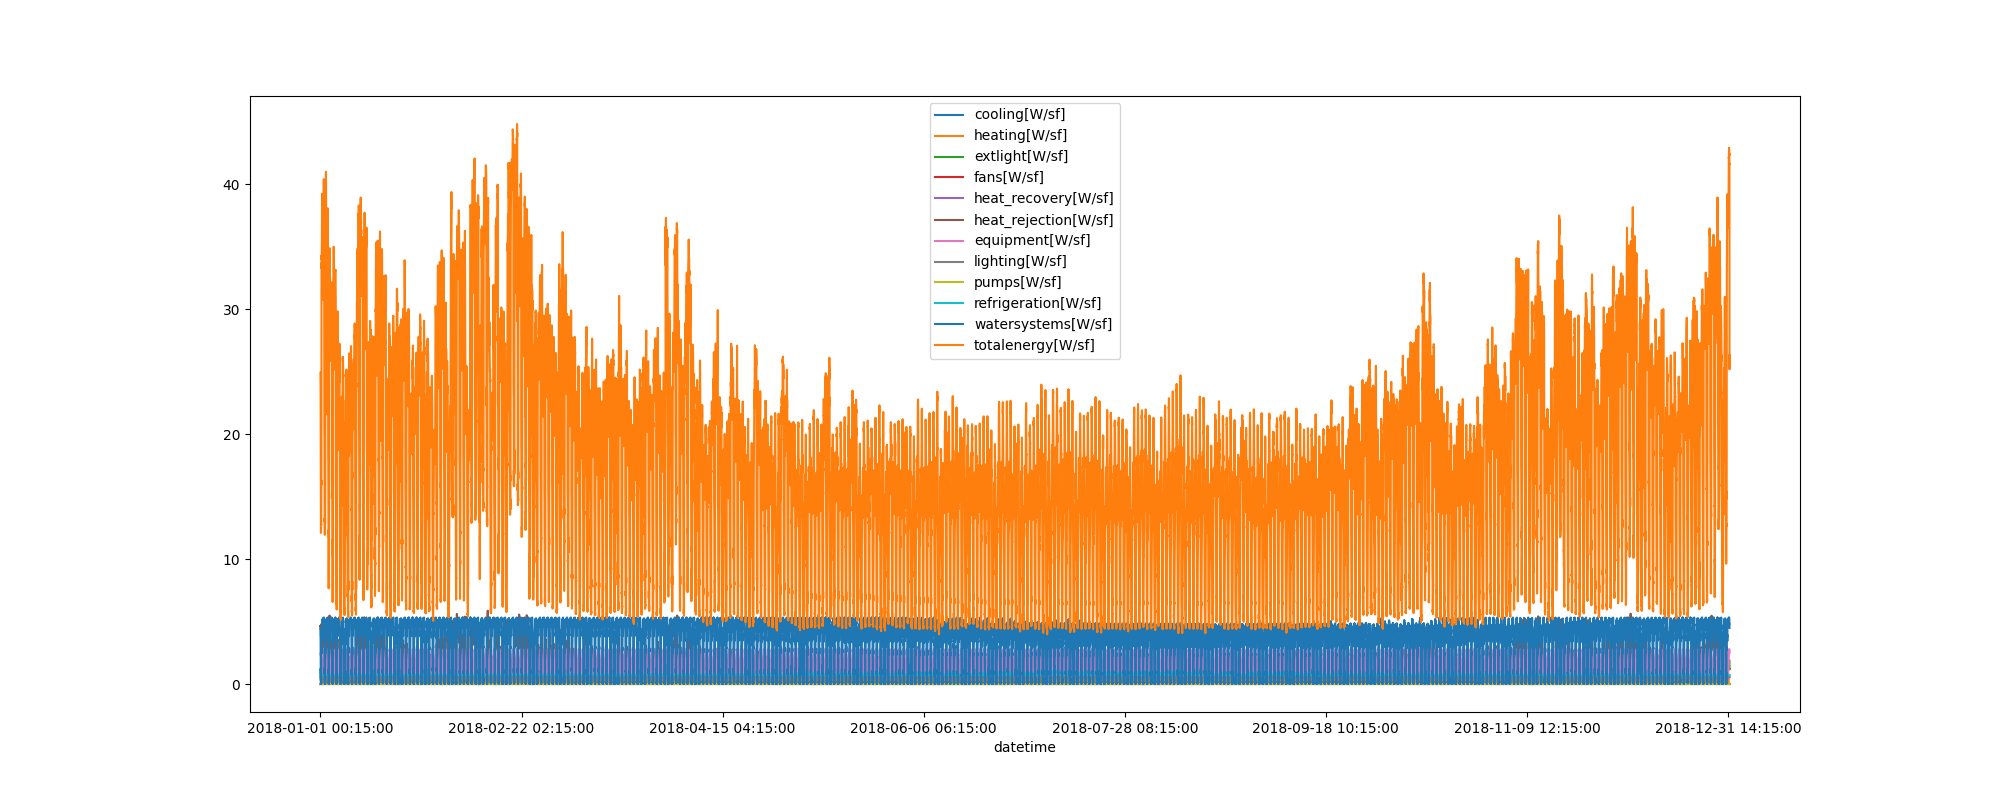 cooling[W/sf]
heating[W/sf]
extlight[W/sf]
fans[W/sf]
heat_recovery[W/sf]
heat_rejection[W/sf]
equipment[W/sf]
lighting[W/sf]
pumps[W/sf]
refrigeration[W/sf]
watersystems[W/sf]
totalenergy[W/sf]
40
30
20
10
0
2018-01-01 00:15:00 2018-02-22 02:15:00 2018-04-15 04:15:00 2018-06-06 06:15:00 2018-07-28 08:15:00 2018-09-18 10:15:00 2018-11-09 12:15:00 2018-12-31 14:15:00
datetime